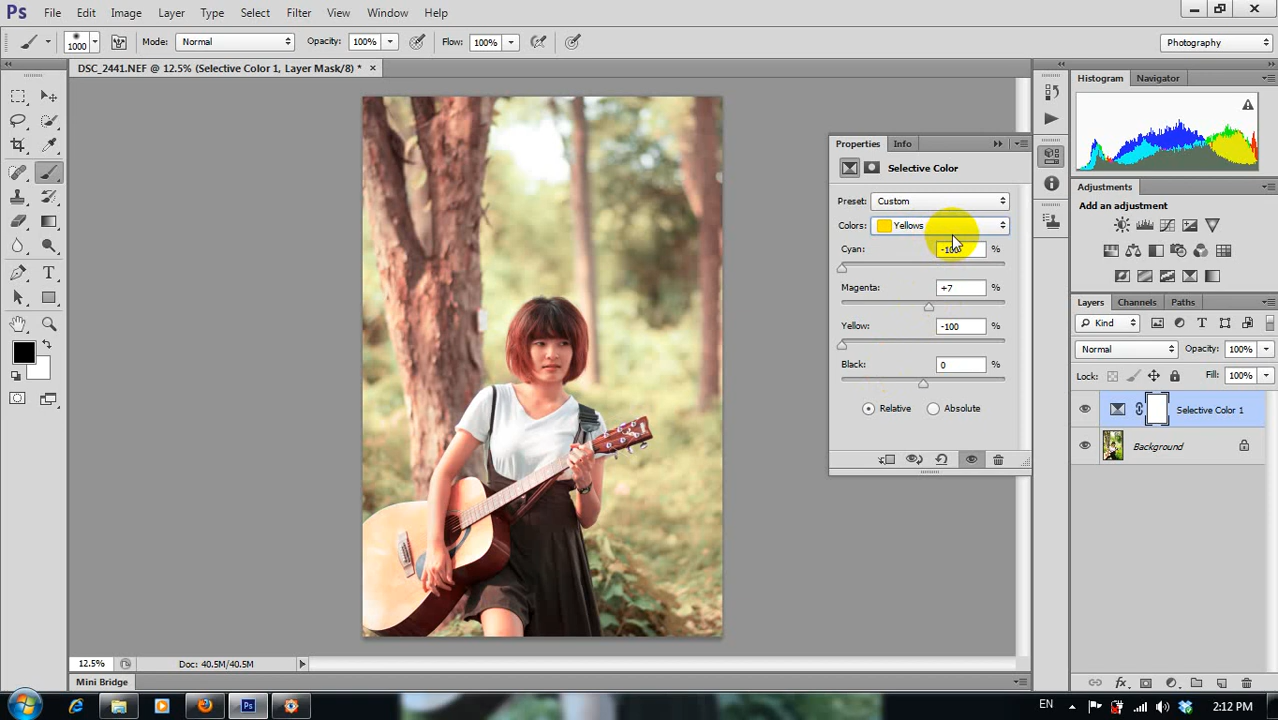 Ps File Edit Image Layer Type Select Filter View Window Help
1000 Mode: Normal Opacity: 100% Flow: 100% Photography
DSC_2441.NEF @ 12.5% (Selective Color 1, Layer Mask/8) *
Histogram Navigator
Properties Info
Selective Color
Preset: Custom
Colors: Yellows
Cyan: -100 %
Magenta: +7 %
Yellow: -100 %
Black: 0 %
Relative Absolute
Adjustments
Add an adjustment
Layers Channels Paths
Kind
Normal Opacity: 100%
Lock: Fill: 100%
Selective Color 1
Background
12.5% Doc: 40.5M/40.5M
Mini Bridge
Ps EN 2:12 PM